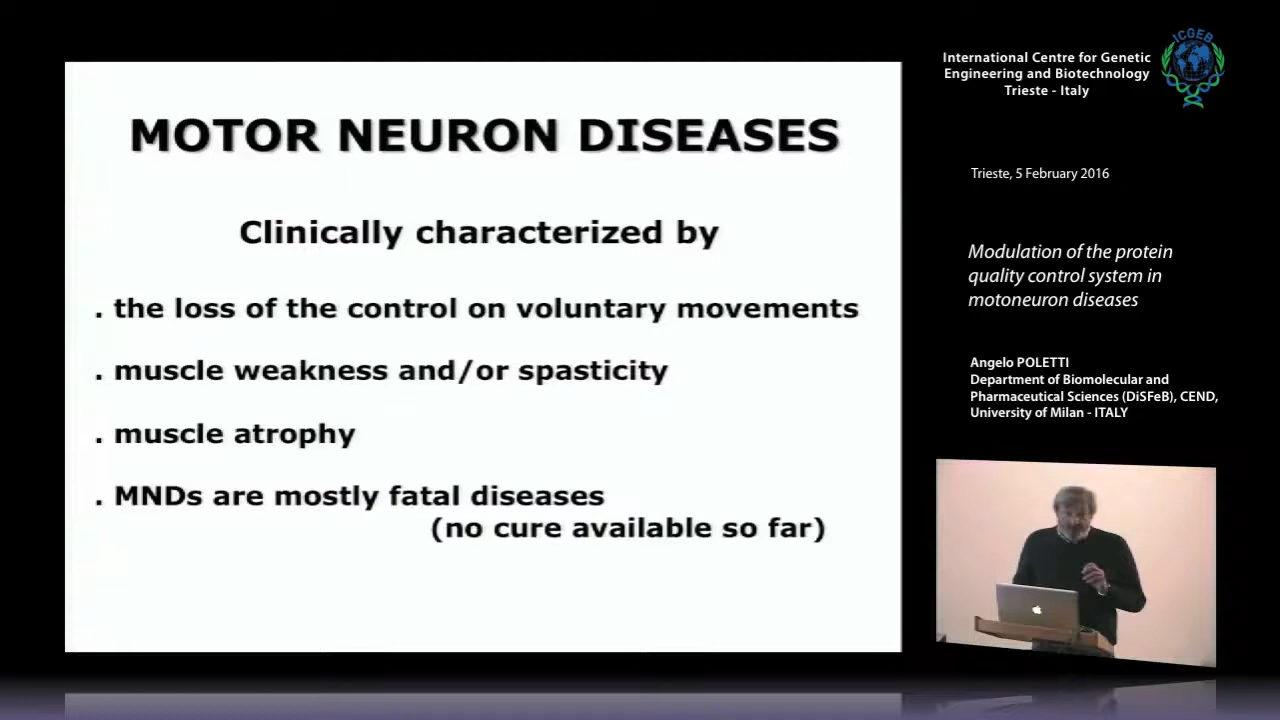 MOTOR NEURON DISEASES
Clinically characterized by
. the loss of the control on voluntary movements
. muscle weakness and/or spasticity
. muscle atrophy
. MNDs are mostly fatal diseases
(no cure available so far)
International Centre for Genetic
Engineering and Biotechnology
Trieste - Italy
ICGEB
Trieste, 5 February 2016
Modulation of the protein
quality control system in
motoneuron diseases
Angelo POLETTI
Department of Biomolecular and
Pharmaceutical Sciences (DiSFeB), CEND,
University of Milan - ITALY